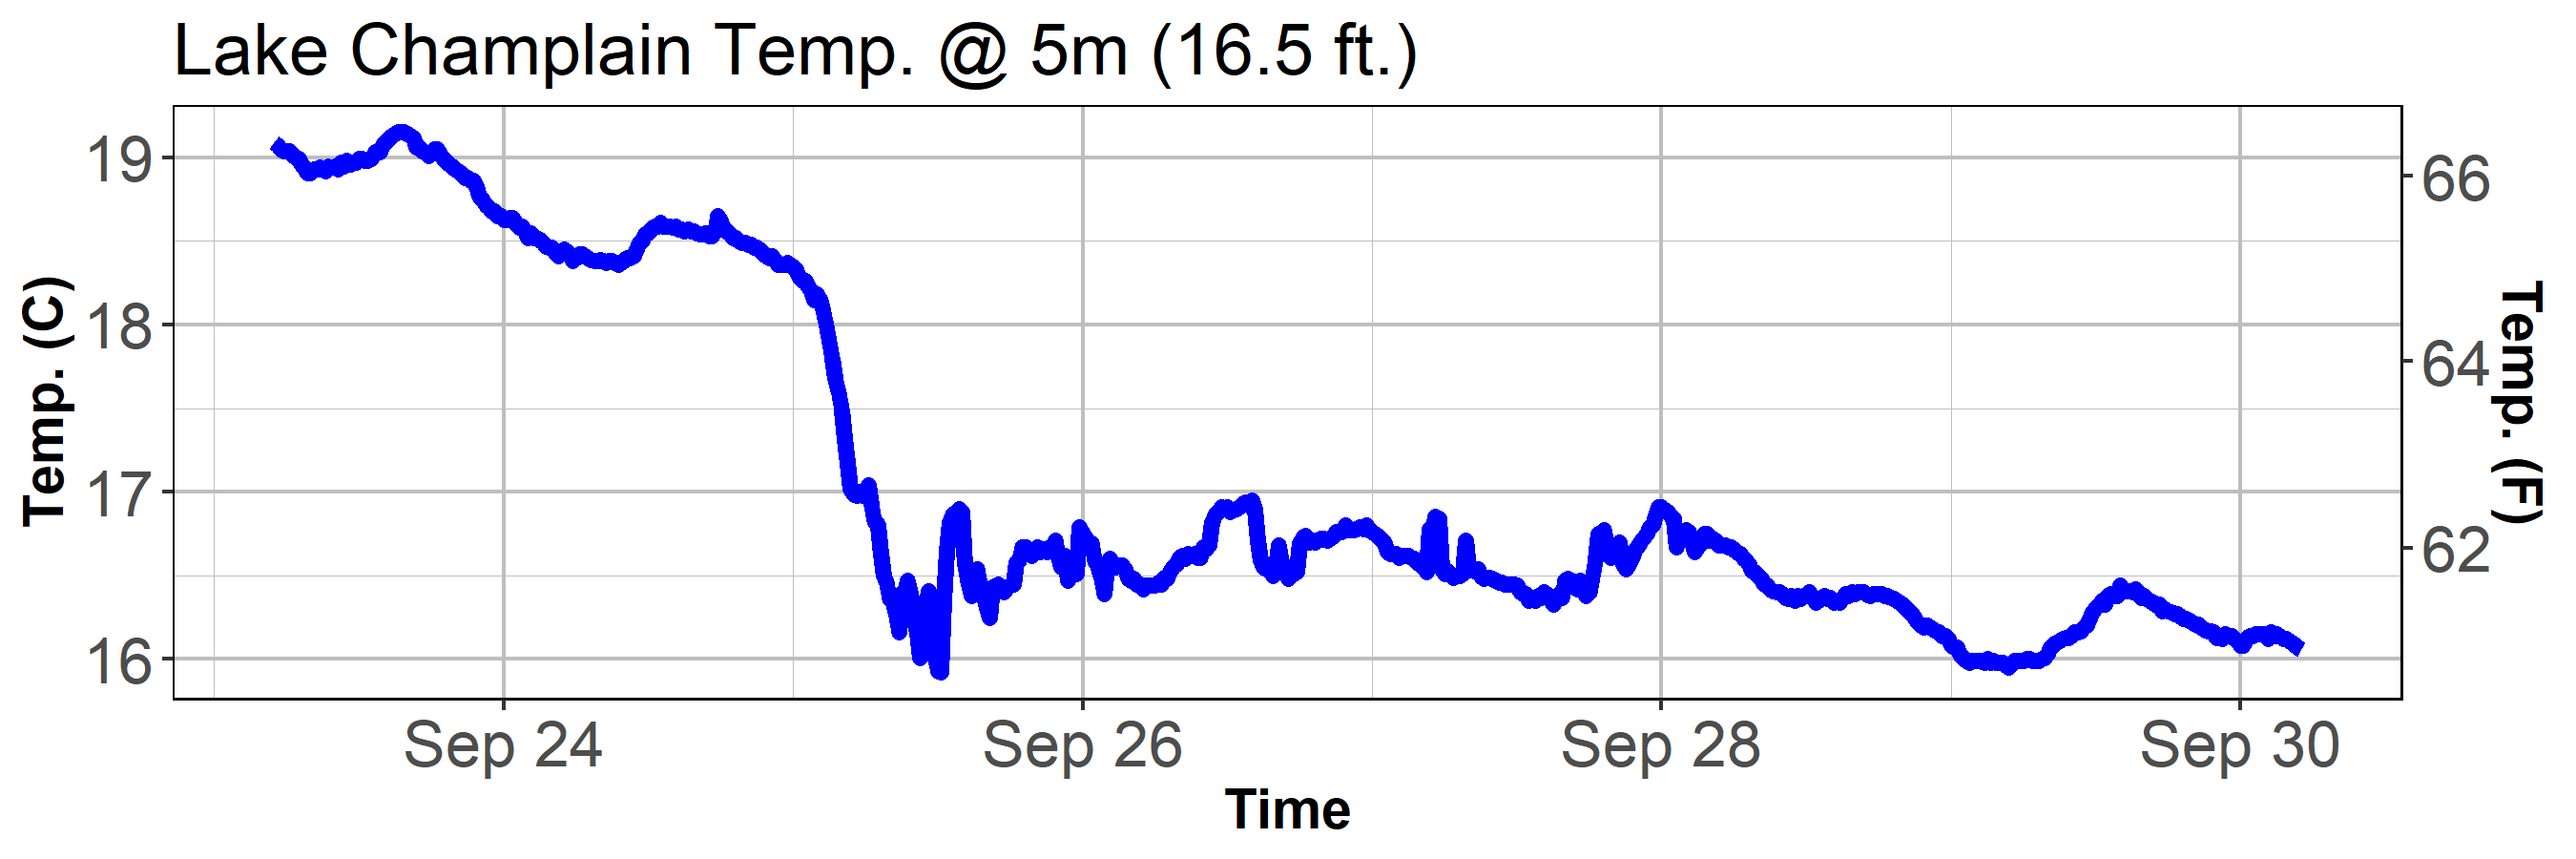 Lake Champlain Temp. @ 5m (16.5 ft.)
19
18
17
16
Temp. (C)
66
64
62
Temp. (F)
Sep 24
Sep 26
Sep 28
Sep 30
Time